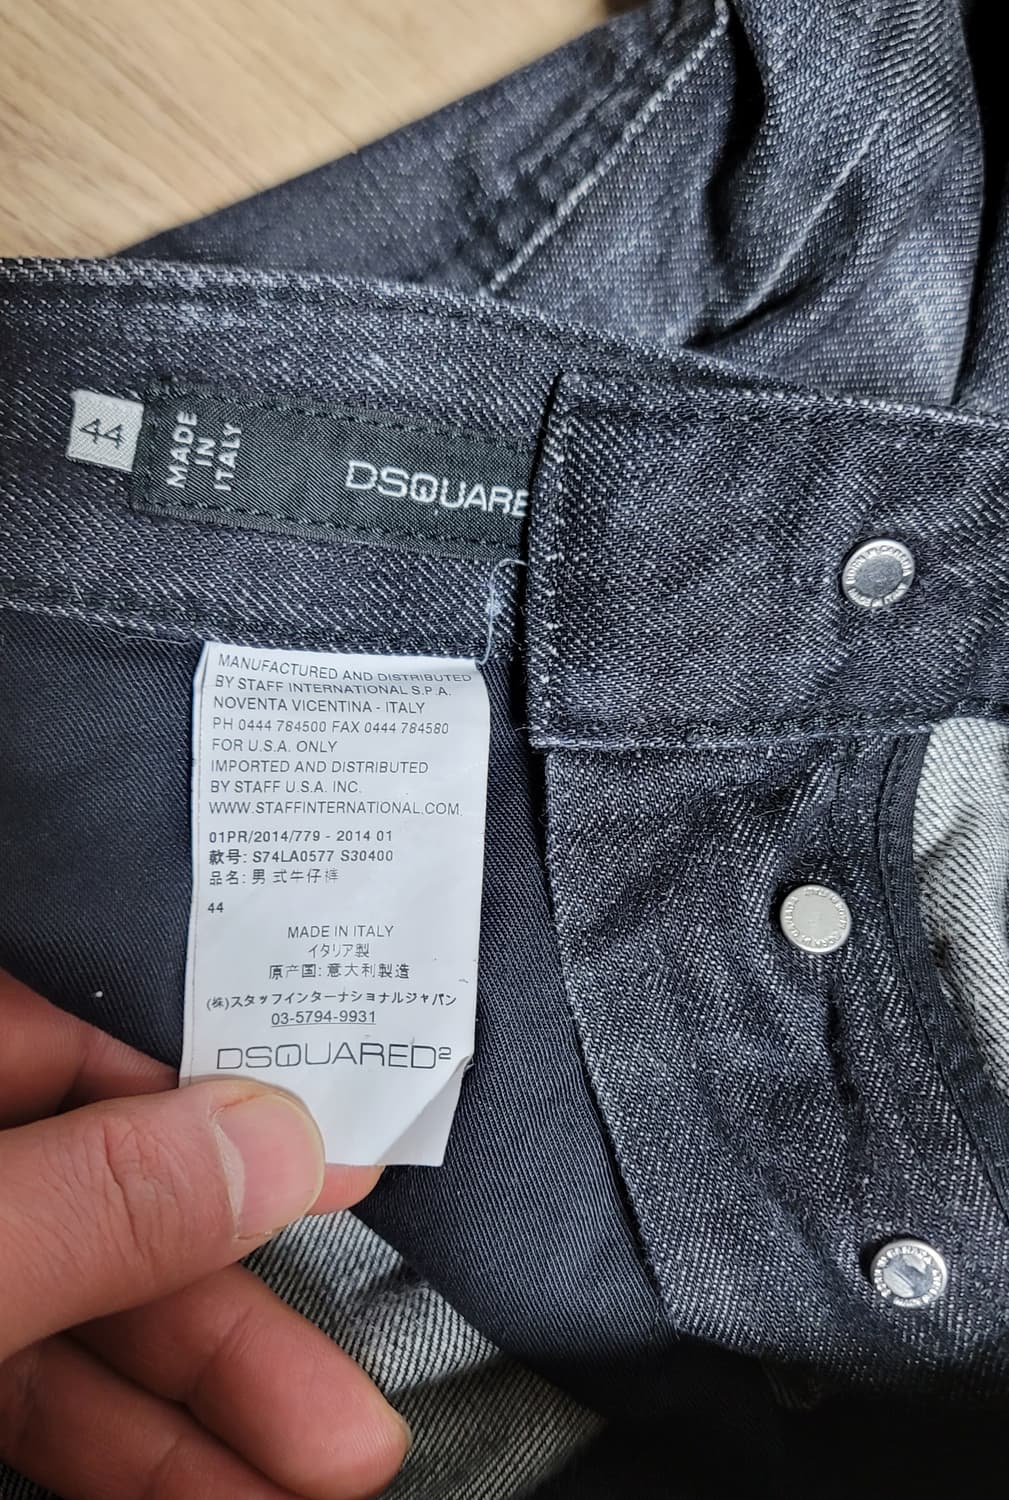 44
MADE
IN
ITALY
DSQUARE
MANUFACTURED AND DISTRIBUTED
BY STAFF INTERNATIONAL S.P.A.
NOVENTA VICENTINA - ITALY
PH 0444 784500 FAX 0444 784580
FOR U.S.A. ONLY
IMPORTED AND DISTRIBUTED
BY STAFF U.S.A. INC.
WWW.STAFFINTERNATIONAL.COM
01PR/2014/779 - 2014 01
款号: S74LA0577 S30400
品名: 男 式牛仔裤
44
MADE IN ITALY
イタリア製
原产国: 意大利製造
(株)スタッフインターナショナルジャパン
03-5794-9931
DSQUARED2